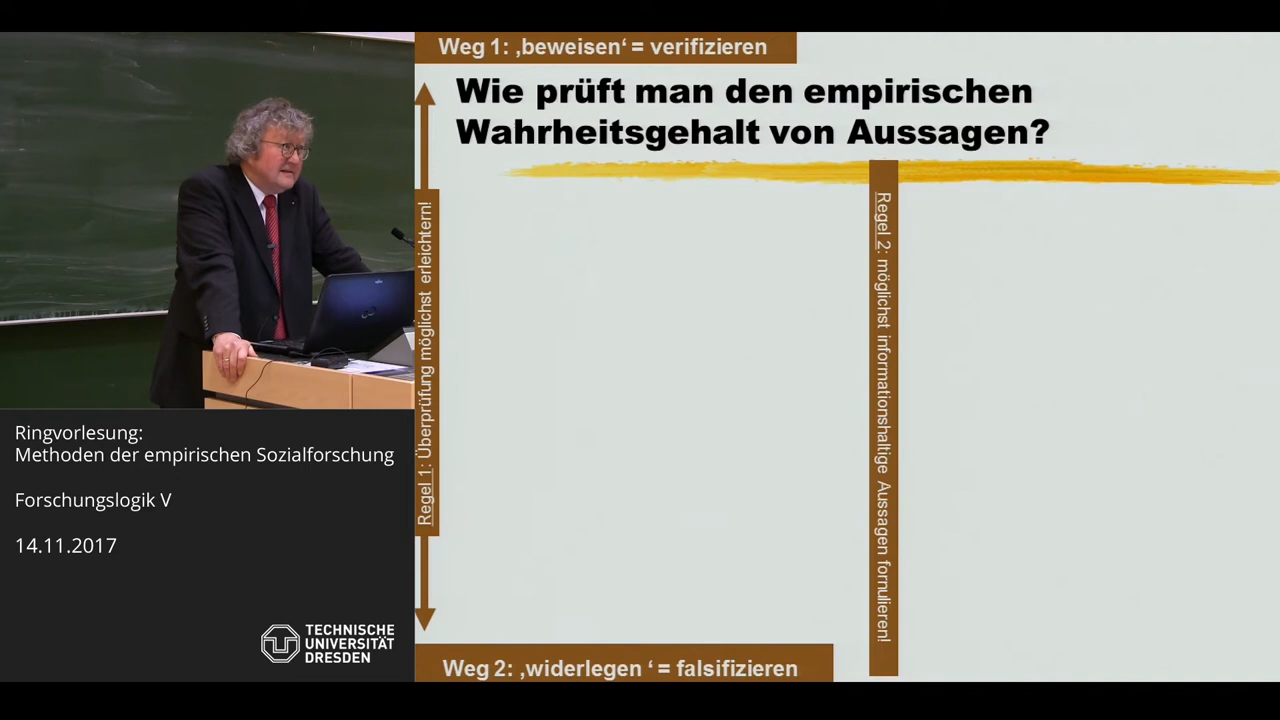 Weg 1: ‚beweisen‘ = verifizieren
Wie prüft man den empirischen
Wahrheitsgehalt von Aussagen?
Regel 1: Überprüfung möglichst erleichtern!
Regel 2: möglichst informationshaltige Aussagen fornulieren!
Weg 2: ‚widerlegen ‘ = falsifizieren
Ringvorlesung:
Methoden der empirischen Sozialforschung
Forschungslogik V
14.11.2017
TECHNISCHE
UNIVERSITÄT
DRESDEN